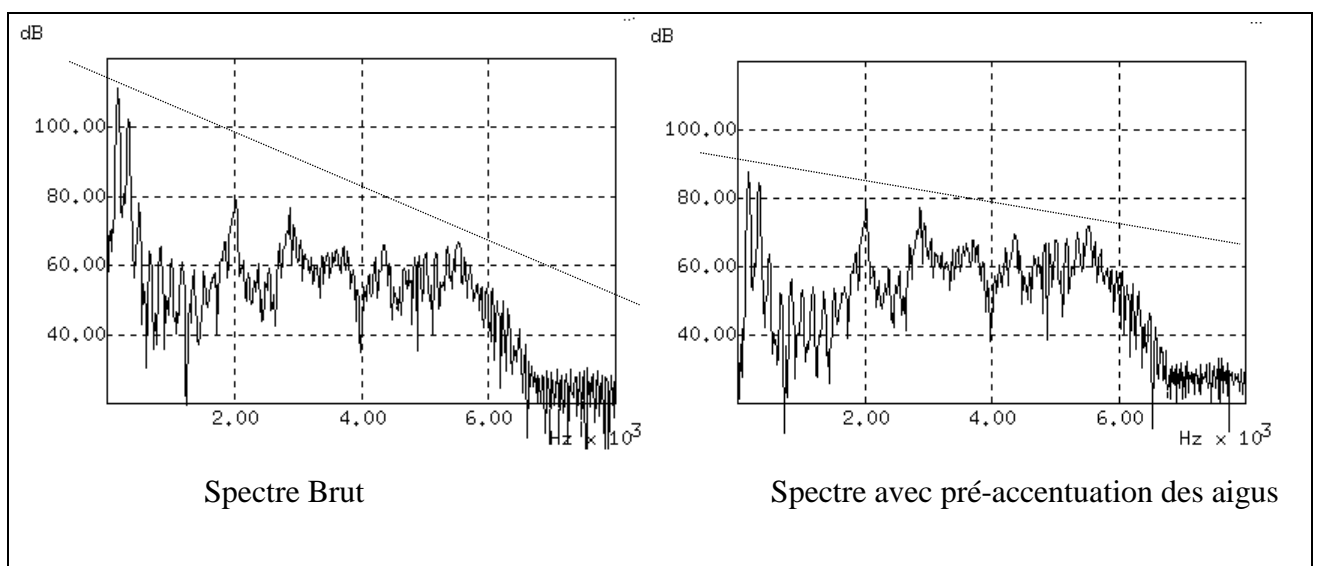 dB
100.00
80.00
60.00
40.00
2.00 4.00 6.00
Hz × 10³
Spectre Brut
dB
100.00
80.00
60.00
40.00
2.00 4.00 6.00
Hz × 10³
Spectre avec pré-accentuation des aigus